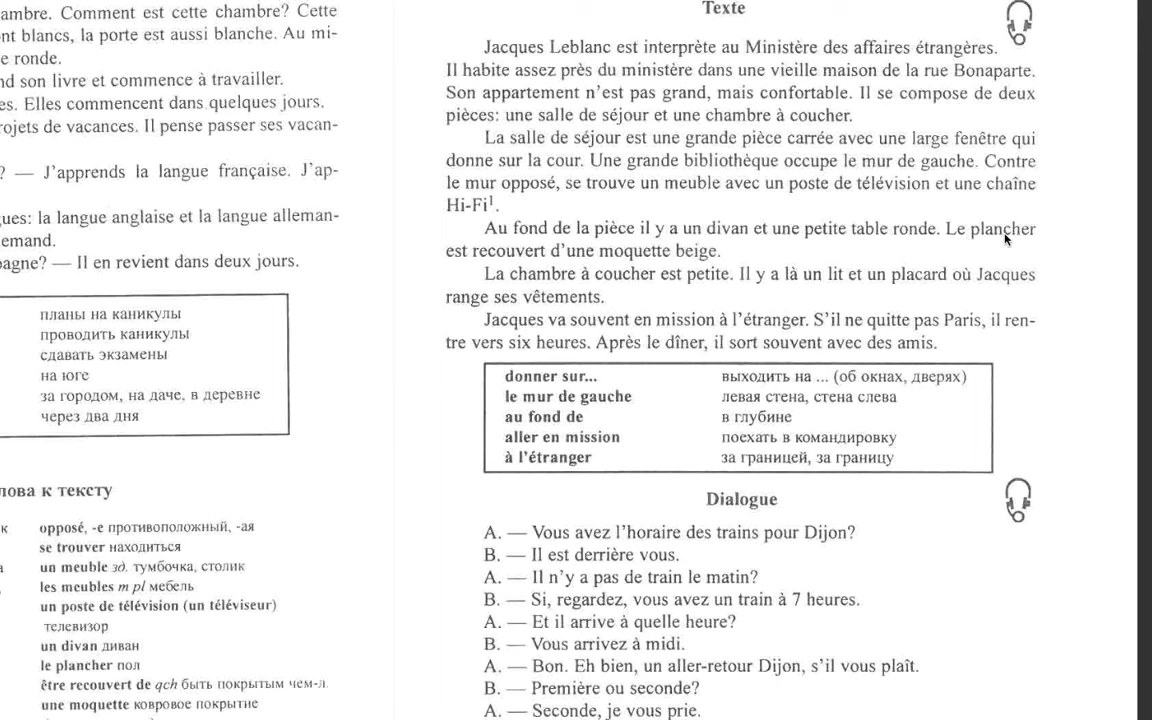 ambre. Comment est cette chambre? Cette
nt blancs, la porte est aussi blanche. Au mi-
e ronde.
nd son livre et commence à travailler.
es. Elles commencent dans quelques jours.
rojets de vacances. Il pense passer ses vacan-
? — J'apprends la langue française. J'ap-
gues: la langue anglaise et la langue alleman-
emand.
pagne? — Il en revient dans deux jours.
планы на каникулы
проводить каникулы
сдавать экзамены
на юге
за городом, на даче, в деревне
через два дня
лова к тексту
к opposé, -e противоположный, -ая
se trouver находиться
un meuble зд. тумбочка, столик
les meubles m pl мебель
un poste de télévision (un téléviseur)
телевизор
un divan диван
le plancher пол
être recouvert de qch быть покрытым чем-л.
une moquette ковровое покрытие
Texte
Jacques Leblanc est interprète au Ministère des affaires étrangères.
Il habite assez près du ministère dans une vieille maison de la rue Bonaparte.
Son appartement n'est pas grand, mais confortable. Il se compose de deux
pièces: une salle de séjour et une chambre à coucher.
La salle de séjour est une grande pièce carrée avec une large fenêtre qui
donne sur la cour. Une grande bibliothèque occupe le mur de gauche. Contre
le mur opposé, se trouve un meuble avec un poste de télévision et une chaîne
Hi-Fi¹.
Au fond de la pièce il y a un divan et une petite table ronde. Le plancher
est recouvert d'une moquette beige.
La chambre à coucher est petite. Il y a là un lit et un placard où Jacques
range ses vêtements.
Jacques va souvent en mission à l'étranger. S'il ne quitte pas Paris, il ren-
tre vers six heures. Après le dîner, il sort souvent avec des amis.
donner sur... выходить на ... (об окнах, дверях)
le mur de gauche левая стена, стена слева
au fond de в глубине
aller en mission поехать в командировку
à l'étranger за границей, за границу
Dialogue
A. — Vous avez l'horaire des trains pour Dijon?
B. — Il est derrière vous.
A. — Il n'y a pas de train le matin?
B. — Si, regardez, vous avez un train à 7 heures.
A. — Et il arrive à quelle heure?
B. — Vous arrivez à midi.
A. — Bon. Eh bien, un aller-retour Dijon, s'il vous plaît.
B. — Première ou seconde?
A. — Seconde, je vous prie.